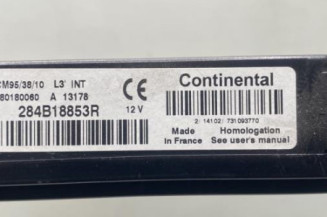 CM95/38/10 L3' INT
80180060 A 13178
284B18853R
12 V
Continental
2: 14102: 731093770
Made in France
Homologation
See user's manual